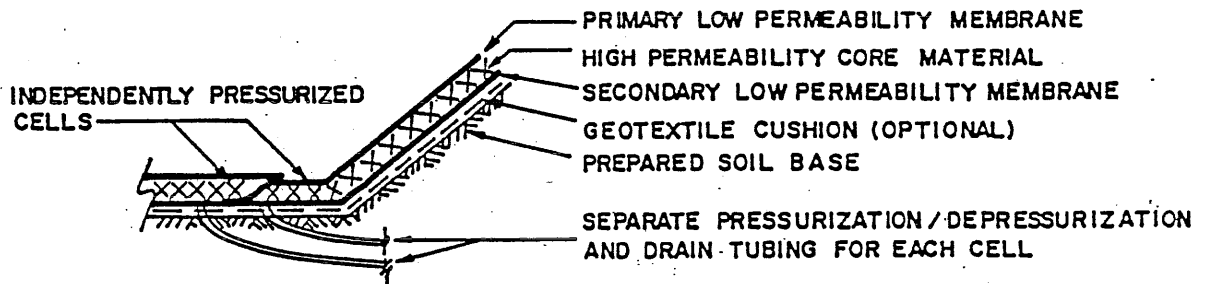 PRIMARY LOW PERMEABILITY MEMBRANE
HIGH PERMEABILITY CORE MATERIAL
SECONDARY LOW PERMEABILITY MEMBRANE
GEOTEXTILE CUSHION (OPTIONAL)
PREPARED SOIL BASE
INDEPENDENTLY PRESSURIZED
CELLS
SEPARATE PRESSURIZATION/DEPRESSURIZATION
AND DRAIN TUBING FOR EACH CELL